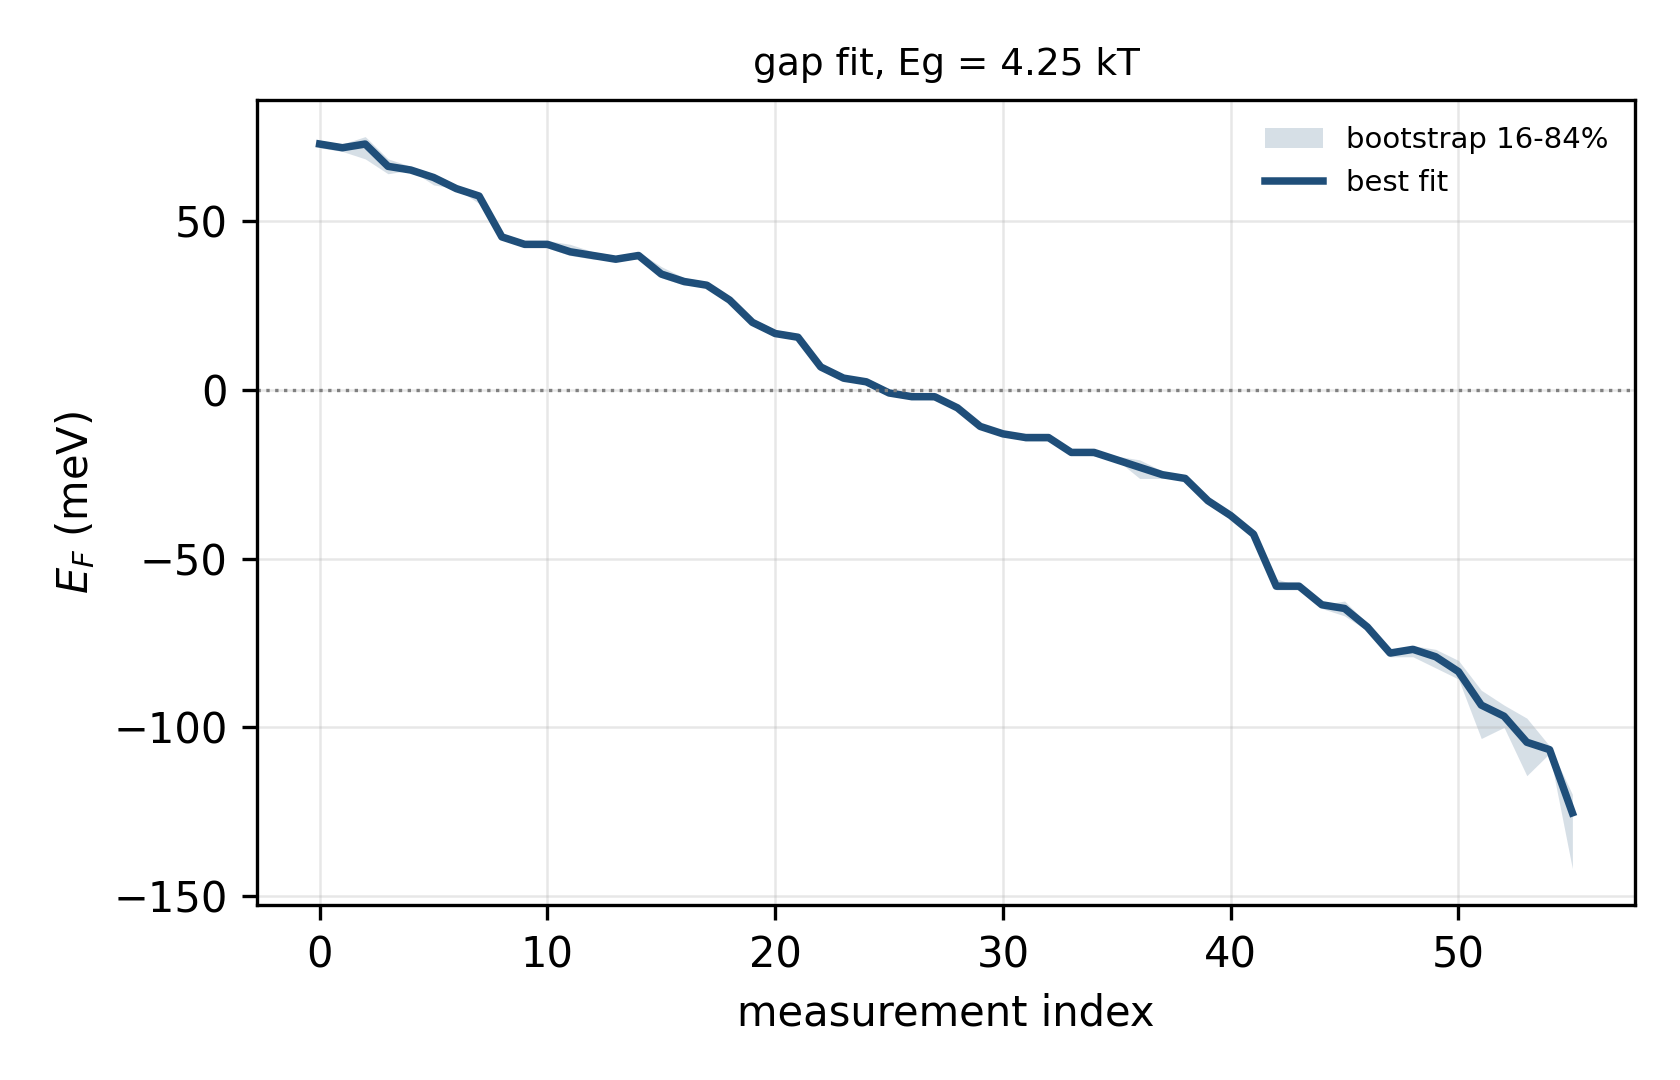 gap fit, Eg = 4.25 kT
bootstrap 16-84%
best fit
E_F (meV)
50
0
−50
−100
−150
0 10 20 30 40 50
measurement index